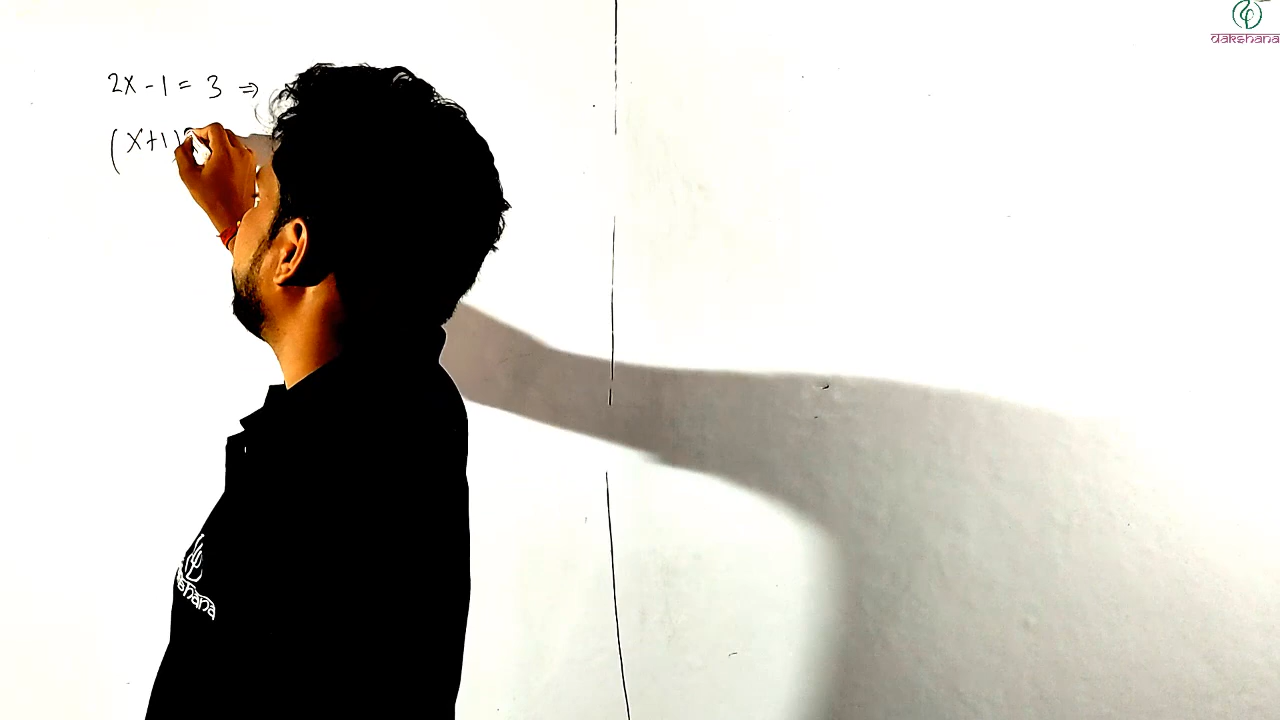 dakshana
2x - 1 = 3 ⇒
(x+1)